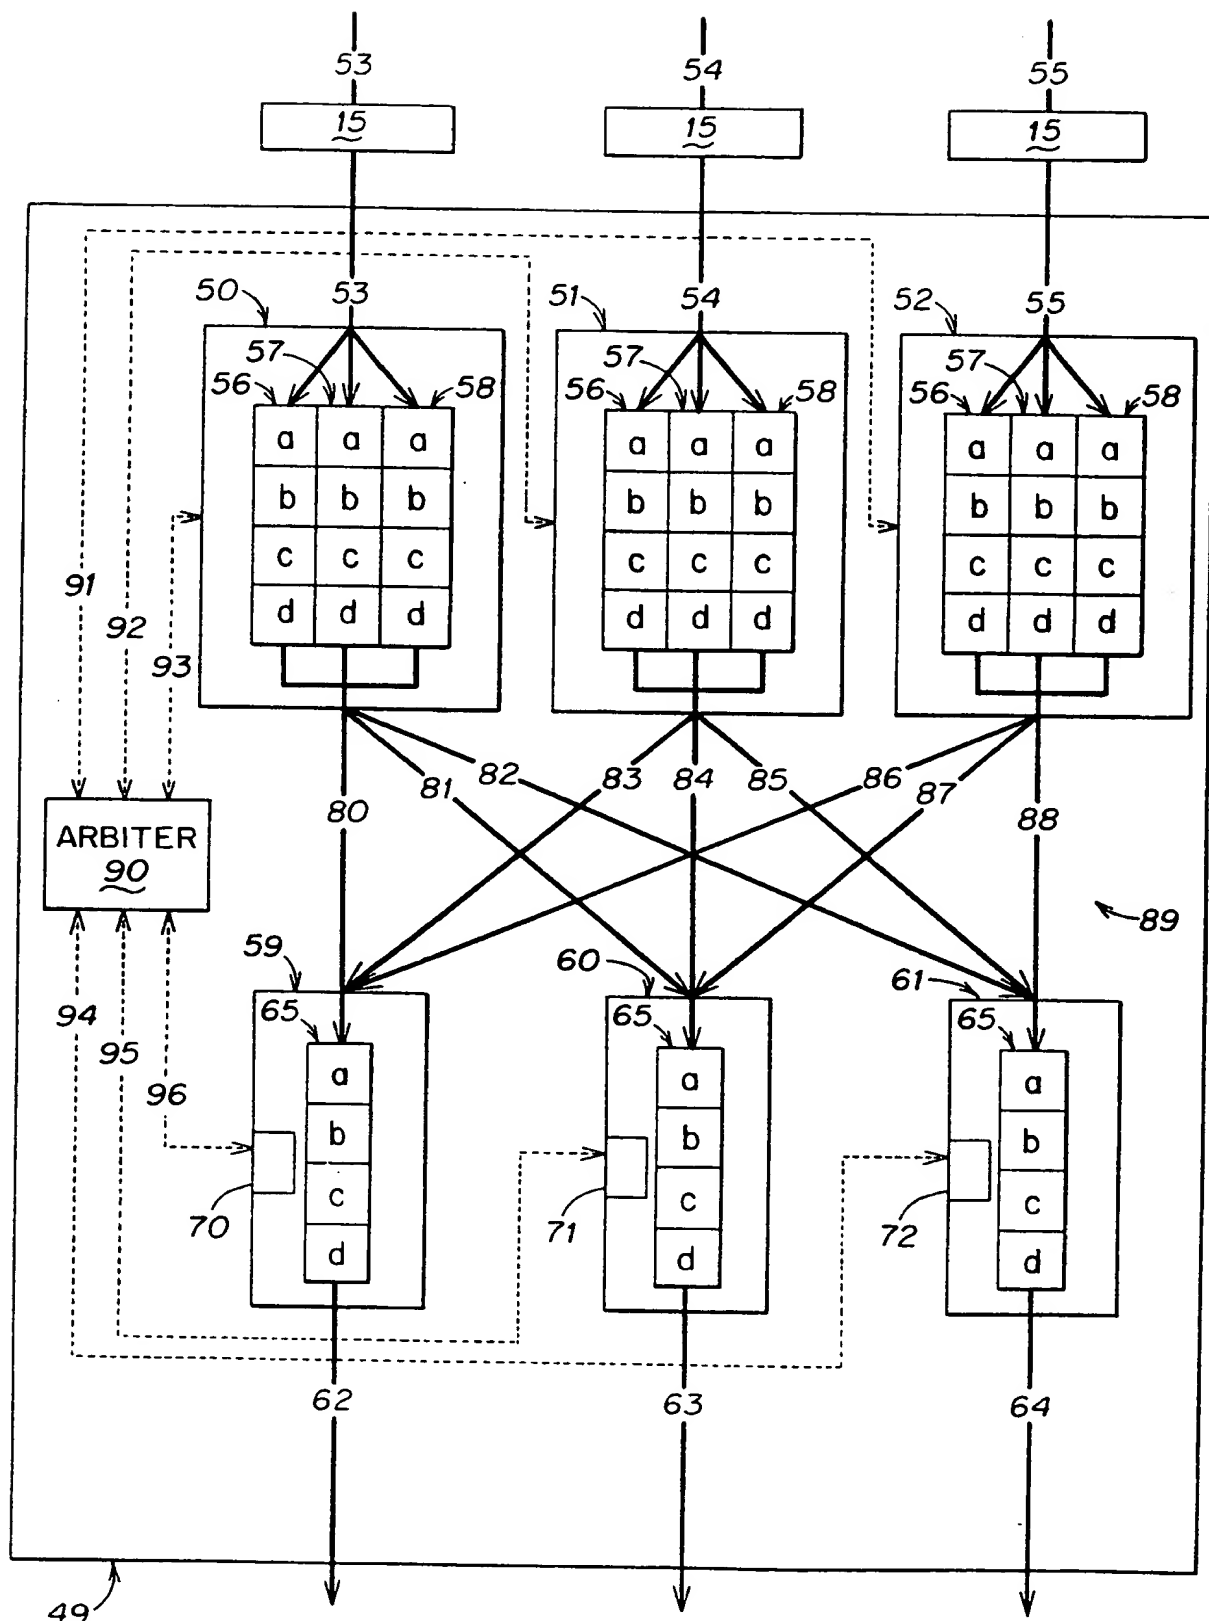 53 54 55
15 15 15
50 53 51 54 52 55
57 57 57
56 58 56 58 56 58
a a a a a a a a a
b b b b b b b b b
c c c c c c c c c
d d d d d d d d d
91
92
93
82 83 84 85 86
81 87
80 88
ARBITER
90
89
59 60 61
65 65 65
94
95
96
a a a
b b b
c c c
d d d
70 71 72
62 63 64
49